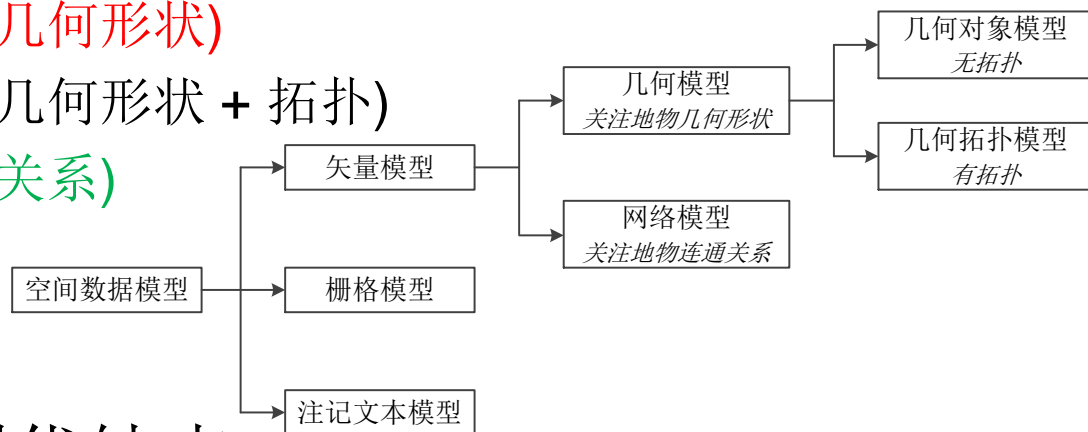 几何形状)
几何形状 + 拓扑)
关系)
空间数据模型
矢量模型
栅格模型
注记文本模型
几何模型
关注地物几何形状
网络模型
关注地物连通关系
几何对象模型
无拓扑
几何拓扑模型
有拓扑